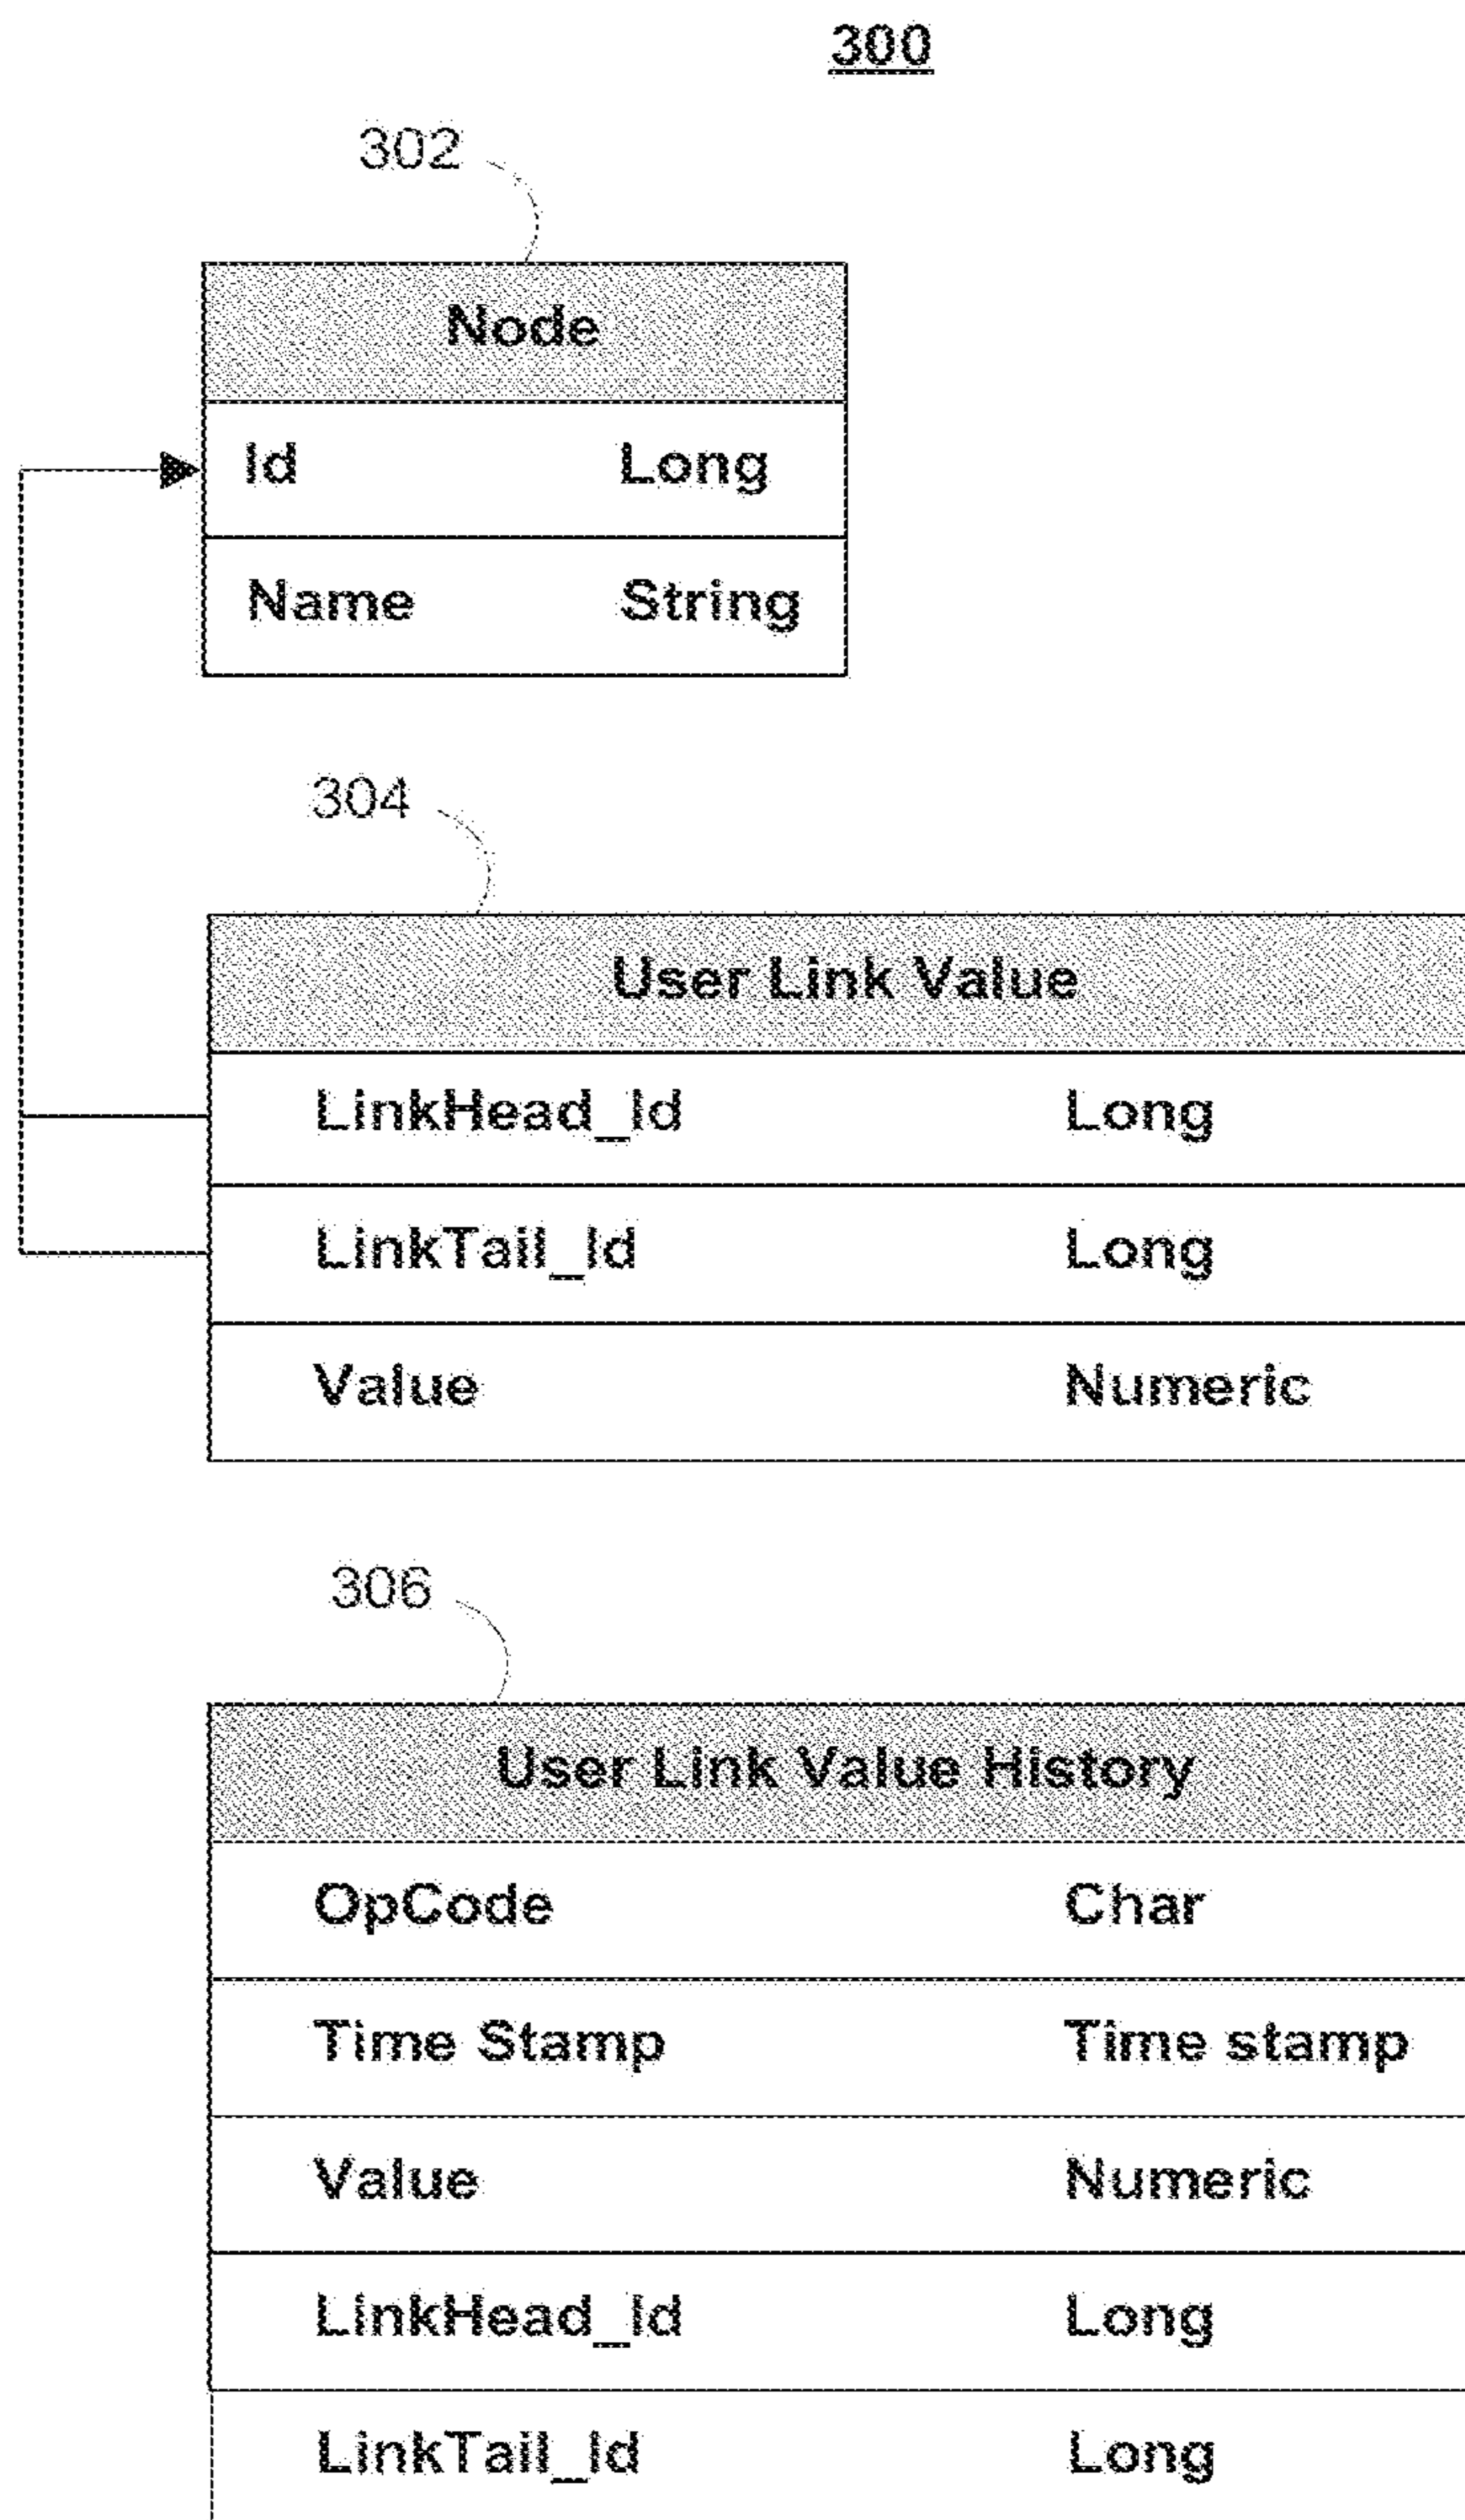 300
302
Node
Id Long
Name String
304
User Link Value
LinkHead_Id Long
LinkTail_Id Long
Value Numeric
306
User Link Value History
OpCode Char
Time Stamp Time stamp
Value Numeric
LinkHead_Id Long
LinkTail_Id Long